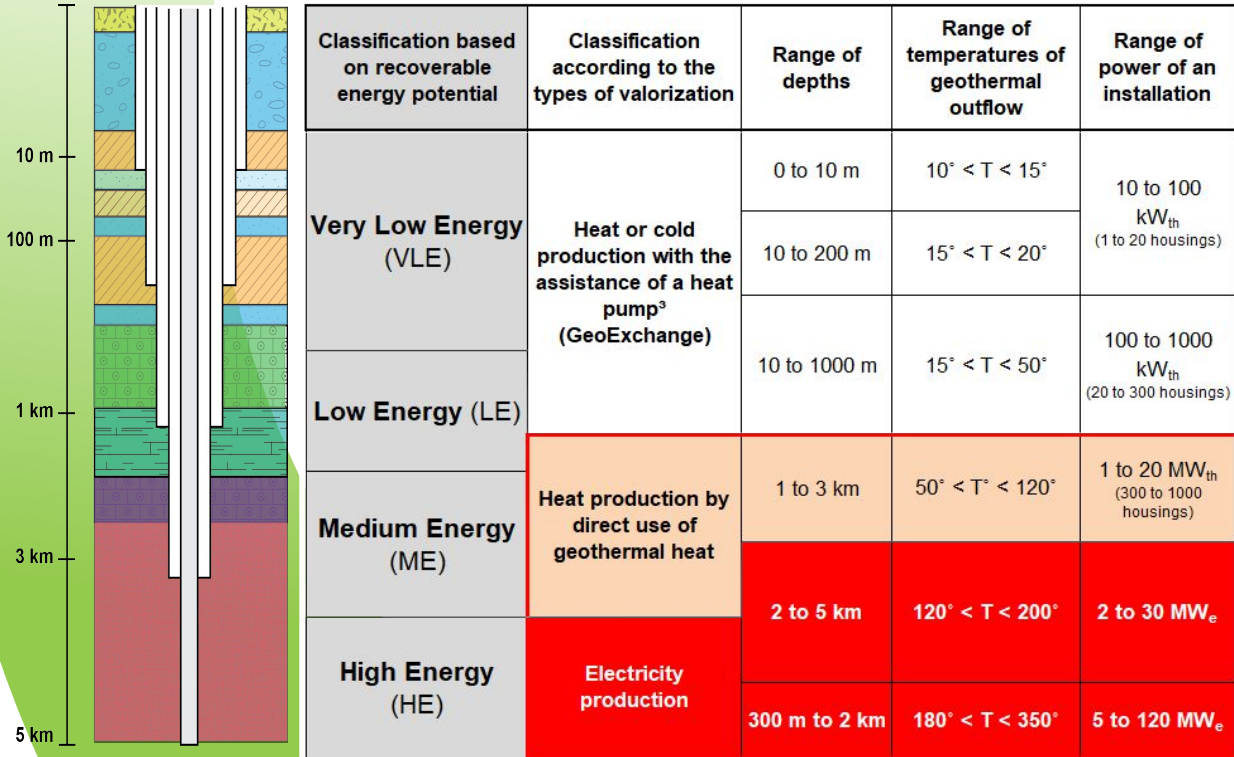 10 m
100 m
1 km
3 km
5 km
Classification based
on recoverable
energy potential
Classification
according to the
types of valorization
Range of
depths
Range of
temperatures of
geothermal
outflow
Range of
power of an
installation
Very Low Energy
(VLE)
Low Energy (LE)
Medium Energy
(ME)
High Energy
(HE)
Heat or cold
production with the
assistance of a heat
pump³
(GeoExchange)
Heat production by
direct use of
geothermal heat
Electricity
production
0 to 10 m
10° < T < 15°
10 to 100
kWth
(1 to 20 housings)
10 to 200 m
15° < T < 20°
10 to 1000 m
15° < T < 50°
100 to 1000
kWth
(20 to 300 housings)
1 to 3 km
50° < T° < 120°
1 to 20 MWth
(300 to 1000
housings)
2 to 5 km
120° < T < 200°
2 to 30 MWe
300 m to 2 km
180° < T < 350°
5 to 120 MWe